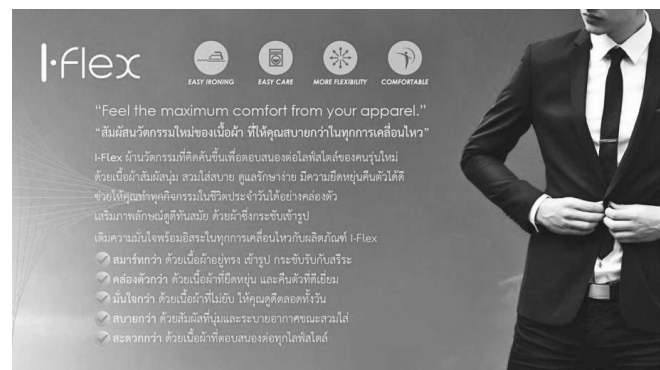 I·Flex
EASY IRONING
EASY CARE
MORE FLEXIBILITY
COMFORTABLE
“Feel the maximum comfort from your apparel.”
“สัมผัสนวัตกรรมใหม่ของเนื้อผ้า ที่ให้คุณสบายกว่าในทุกการเคลื่อนไหว”
I-Flex ผ้านวัตกรรมที่คิดค้นขึ้นเพื่อตอบสนองต่อไลฟ์สไตล์ของคนรุ่นใหม่
ด้วยเนื้อผ้าสัมผัสนุ่ม สวมใส่สบาย ดูแลรักษาง่าย มีความยืดหยุ่นคืนตัวได้ดี
ช่วยให้คุณทำทุกกิจกรรมในชีวิตประจำวันได้อย่างคล่องตัว
เสริมภาพลักษณ์ดูดีทันสมัย ด้วยผ้าซึ่งกระชับเข้ารูป
เติมความมั่นใจพร้อมอิสระในทุกการเคลื่อนไหวกับผลิตภัณฑ์ I-Flex
สมาร์ทกว่า ด้วยเนื้อผ้าอยู่ทรง เข้ารูป กระชับรับกับสรีระ
คล่องตัวกว่า ด้วยเนื้อผ้าที่ยืดหยุ่น และคืนตัวที่ดีเยี่ยม
มั่นใจกว่า ด้วยเนื้อผ้าที่ไม่ยับ ให้คุณดูดีตลอดทั้งวัน
สบายกว่า ด้วยสัมผัสที่นุ่มและระบายอากาศขณะสวมใส่
สะดวกกว่า ด้วยเนื้อผ้าที่ตอบสนองต่อทุกไลฟ์สไตล์